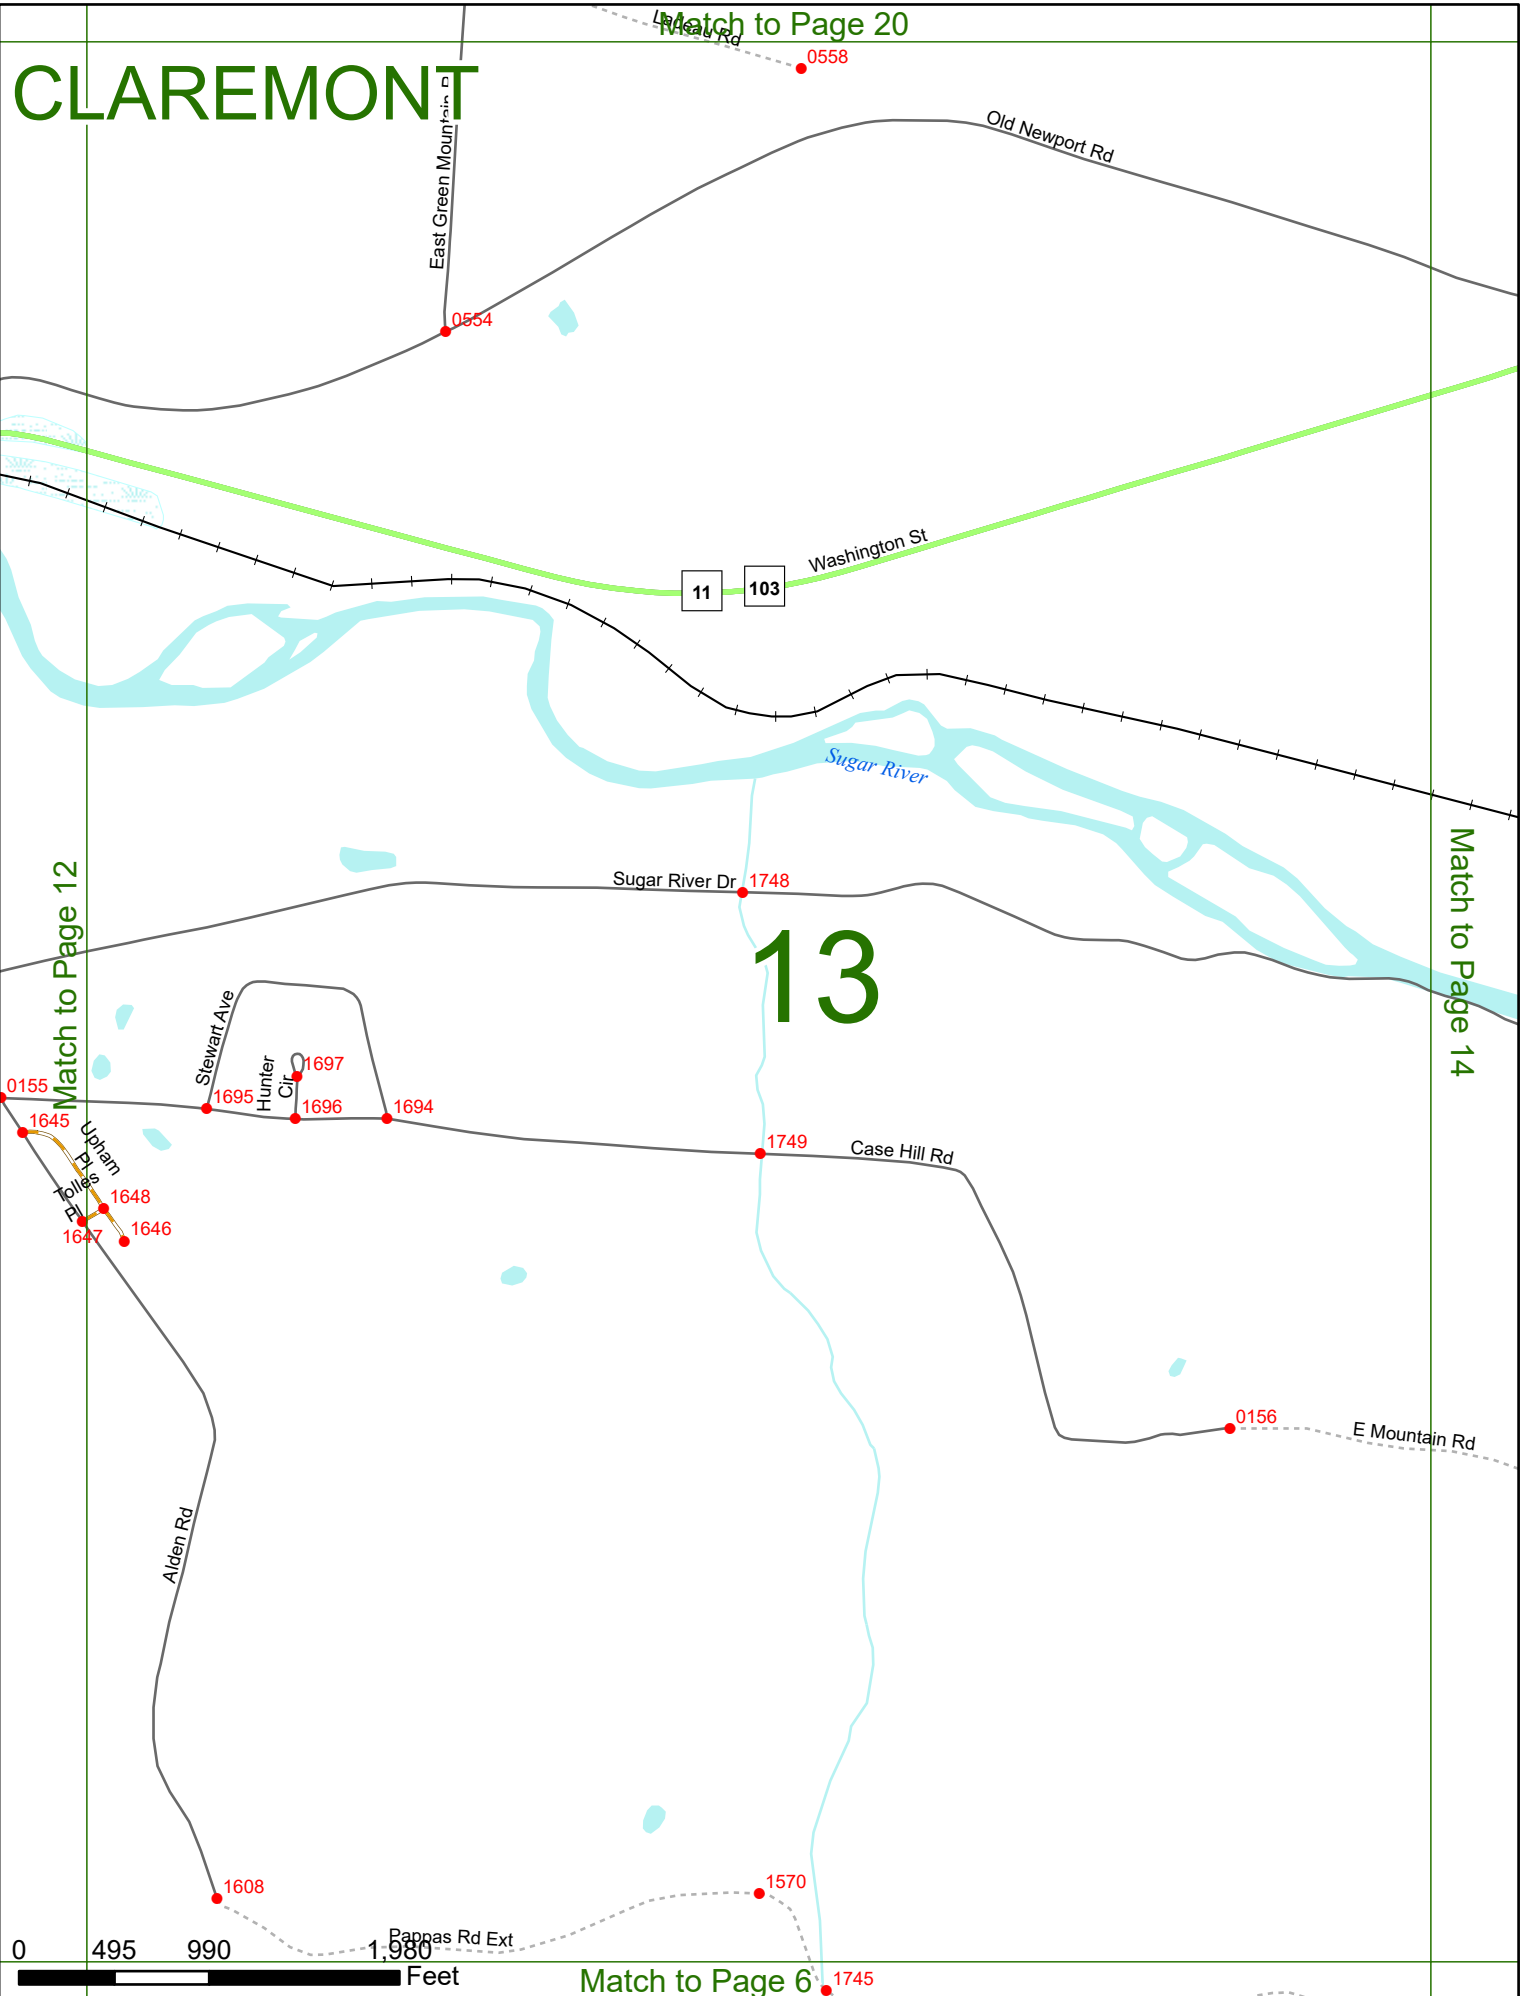 Match to Page 20
Ladeau Rd
0558
CLAREMONT
East Green Mountain R
Old Newport Rd
0554
Washington St
11
103
Sugar River
Match to Page 12
Match to Page 14
Sugar River Dr
1748
13
Stewart Ave
Hunter
Cir
1697
0155
1695
1696
1694
1645
Upham
Pl
1749
Case Hill Rd
Tolles
Pl
1648
1647
1646
0156
E Mountain Rd
Alden Rd
1608
1570
Pappas Rd Ext
0
495
990
1,980
Feet
Match to Page 6
1745